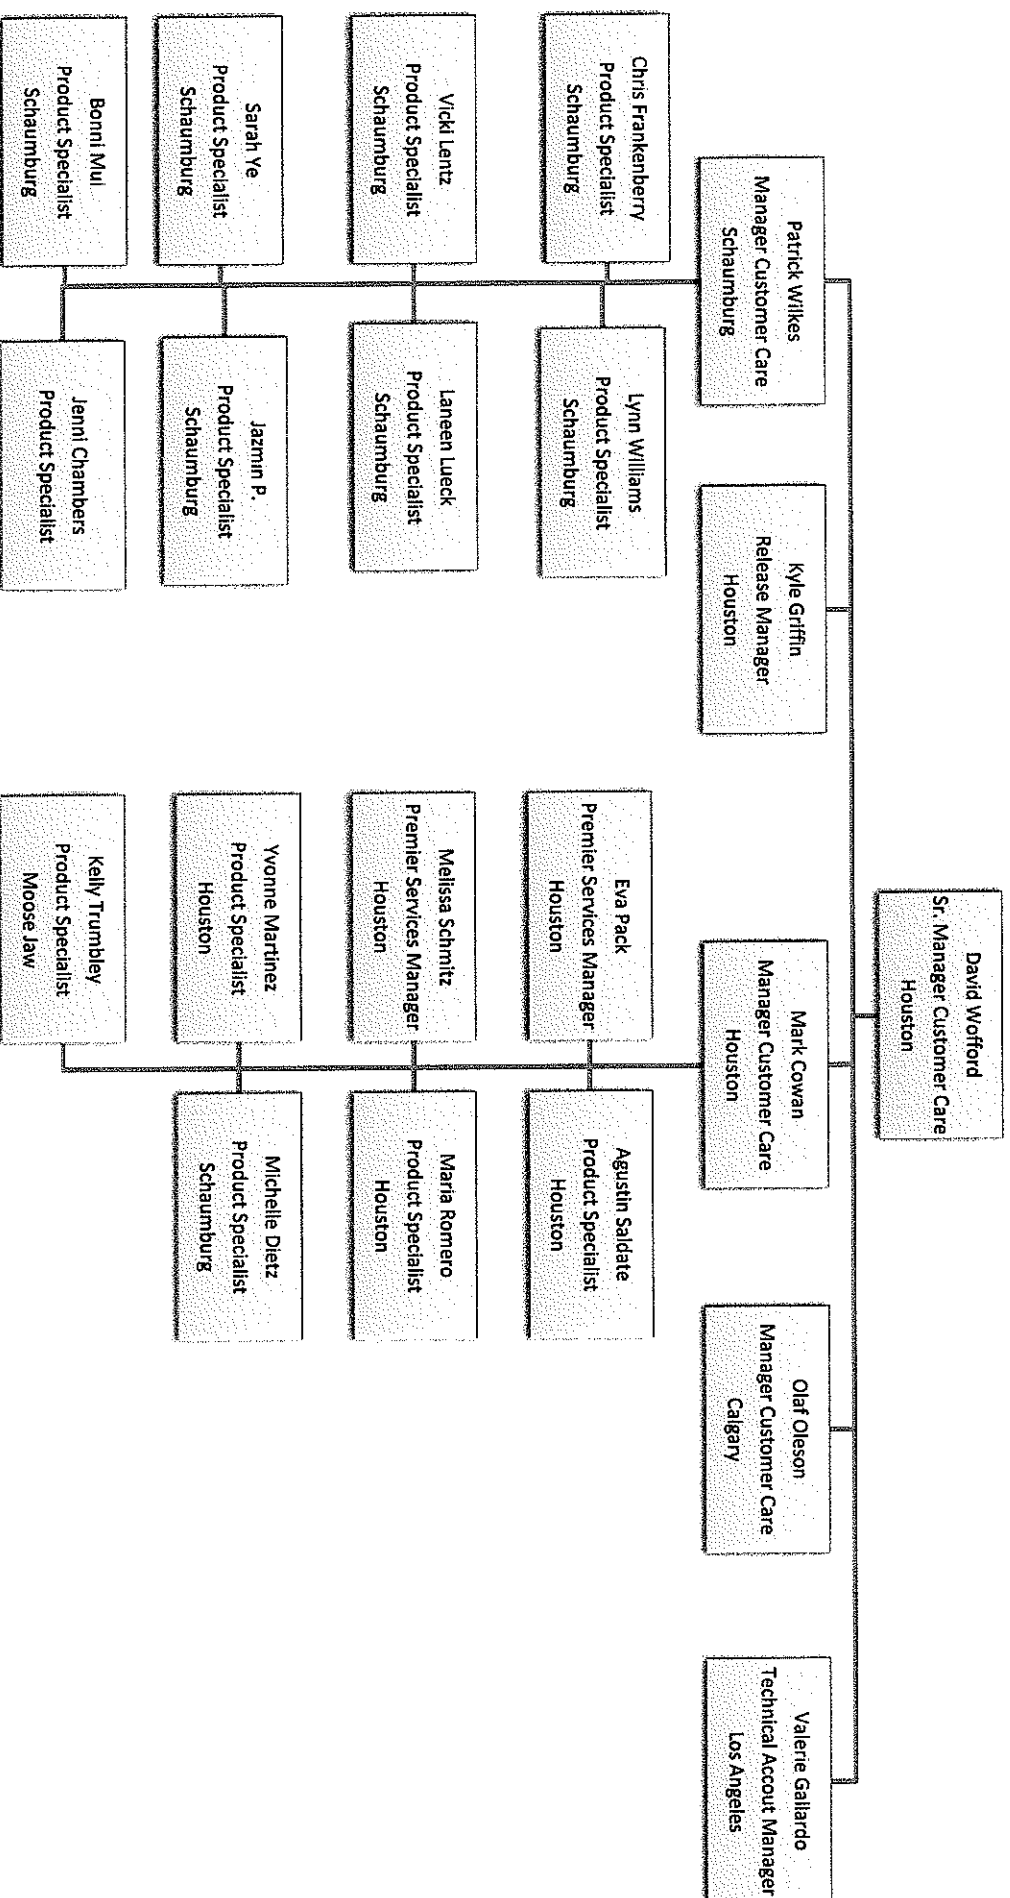 David Wofford
Sr. Manager Customer Care
Houston
Patrick Wilkes
Manager Customer Care
Schaumburg
Kyle Griffin
Release Manager
Houston
Mark Cowan
Manager Customer Care
Houston
Olaf Oleson
Manager Customer Care
Calgary
Valerie Gallardo
Technical Accout Manager
Los Angeles
Chris Frankenberry
Product Specialist
Schaumburg
Lynn Williams
Product Specialist
Schaumburg
Vicki Lentz
Product Specialist
Schaumburg
Laneen Lueck
Product Specialist
Schaumburg
Sarah Ye
Product Specialist
Schaumburg
Jazmin P.
Product Specialist
Schaumburg
Bonni Mui
Product Specialist
Schaumburg
Jenni Chambers
Product Specialist
Eva Pack
Premier Services Manager
Houston
Agustin Saldate
Product Specialist
Houston
Melissa Schmitz
Premier Services Manager
Houston
Maria Romero
Product Specialist
Houston
Yvonne Martinez
Product Specialist
Houston
Michelle Dietz
Product Specialist
Schaumburg
Kelly Trumbley
Product Specialist
Moose Jaw